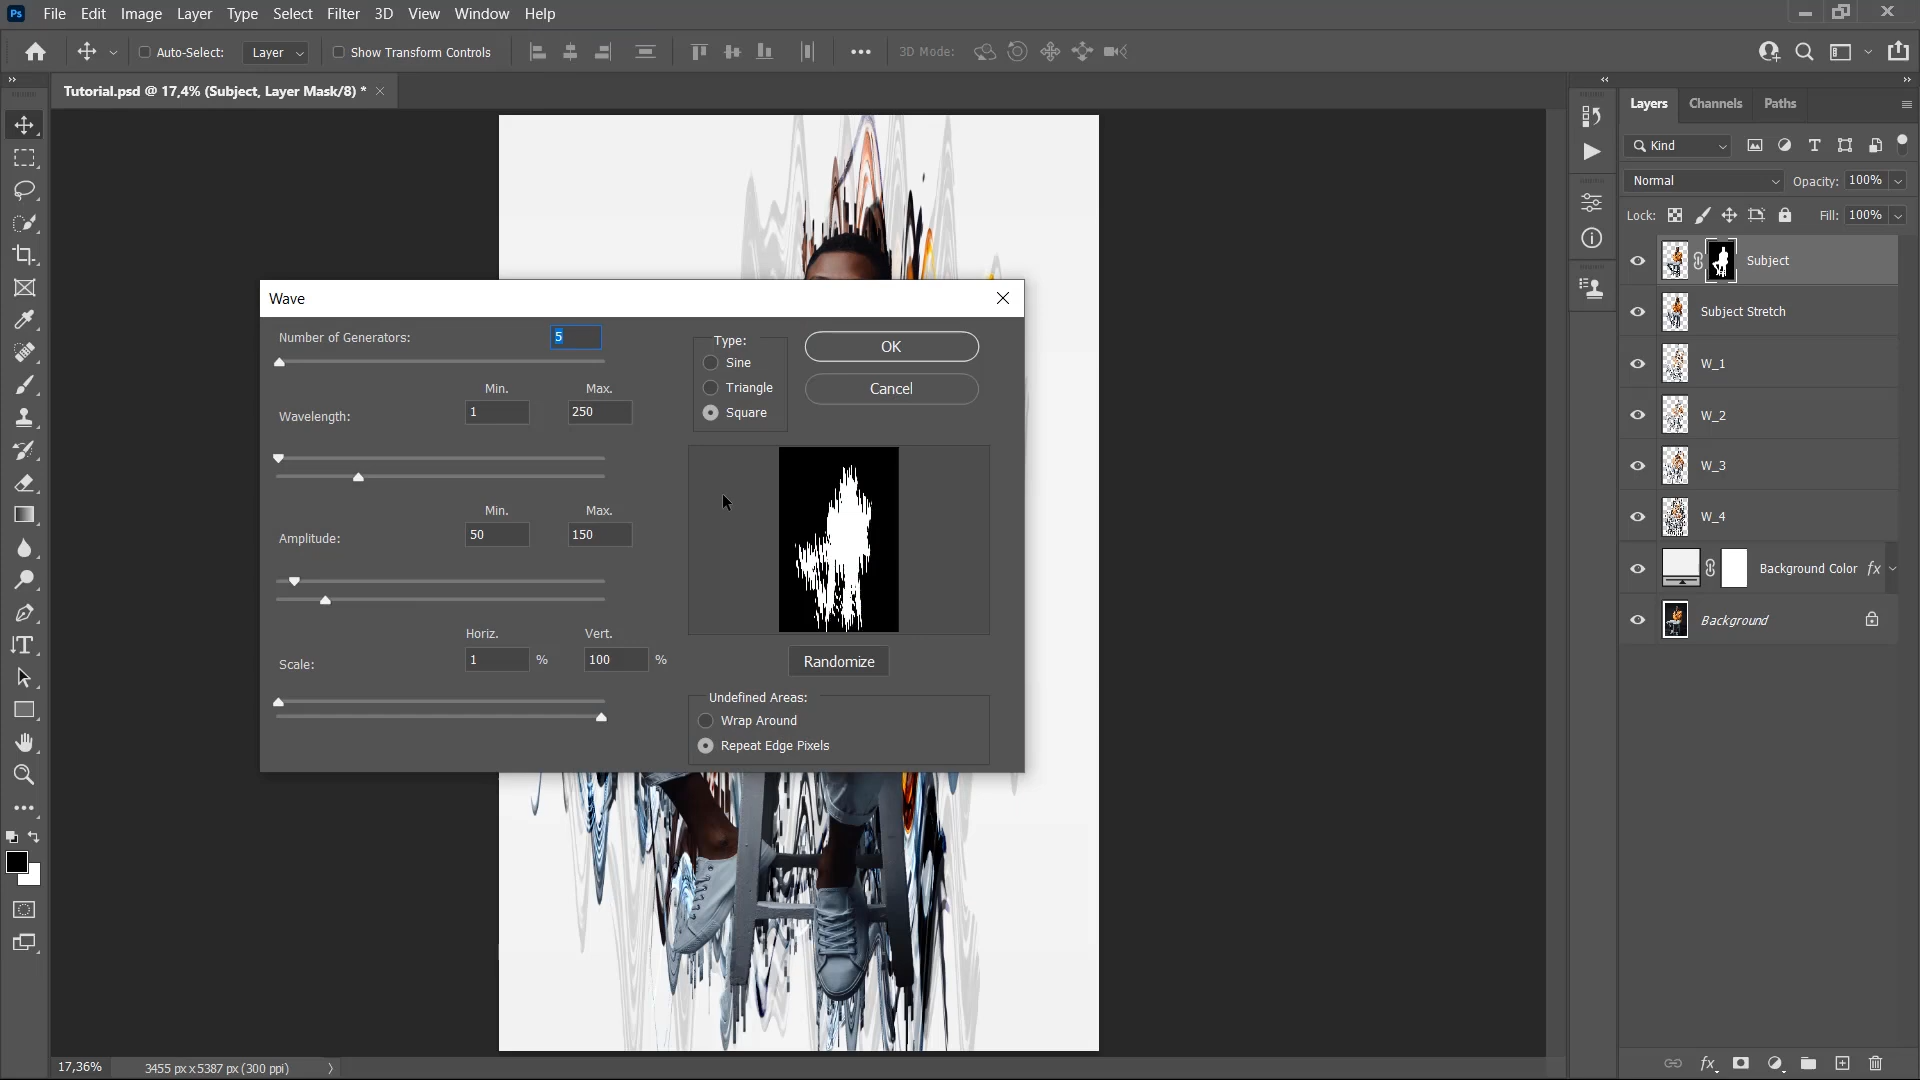 Ps File Edit Image Layer Type Select Filter 3D View Window Help
Auto-Select: Layer Show Transform Controls 3D Mode:
Tutorial.psd @ 17,4% (Subject, Layer Mask/8) *
Layers Channels Paths
Kind
Normal Opacity: 100%
Lock: Fill: 100%
Subject
Subject Stretch
W_1
W_2
W_3
W_4
Background Color fx
Background
Wave
Number of Generators: 5
Min. Max.
Wavelength: 1 250
Min. Max.
Amplitude: 50 150
Horiz. Vert.
Scale: 1 % 100 %
Type:
Sine
Triangle
Square
OK
Cancel
Randomize
Undefined Areas:
Wrap Around
Repeat Edge Pixels
17,36% 3455 px x 5387 px (300 ppi)
fx